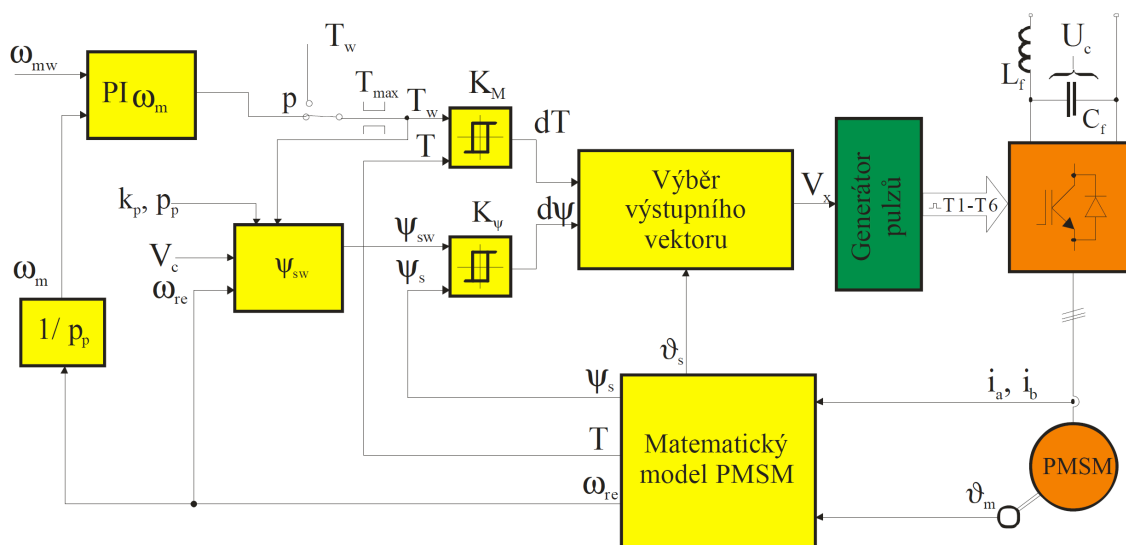 ω_mw
PI ω_m
T_w
p
T_max
T_w
T
K_M
dT
L_f
U_c
C_f
k_p, p_p
V_c
ω_re
ψ_sw
ψ_sw
ψ_s
K_ψ
dψ
Výběr
výstupního
vektoru
V_x
Generátor
pulzů
T1-T6
ω_m
1/ p_p
ϑ_s
ψ_s
T
ω_re
Matematický
model PMSM
i_a, i_b
PMSM
ϑ_m